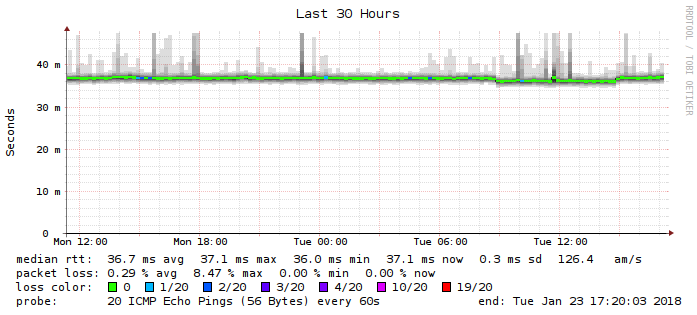 Last 30 Hours
RRDTOOL / TOBI OETIKER
Seconds
40 m
30 m
20 m
10 m
0
Mon 12:00 Mon 18:00 Tue 00:00 Tue 06:00 Tue 12:00
median rtt: 36.7 ms avg 37.1 ms max 36.0 ms min 37.1 ms now 0.3 ms sd 126.4 am/s
packet loss: 0.29 % avg 8.47 % max 0.00 % min 0.00 % now
loss color: 0 1/20 2/20 3/20 4/20 10/20 19/20
probe: 20 ICMP Echo Pings (56 Bytes) every 60s end: Tue Jan 23 17:20:03 2018